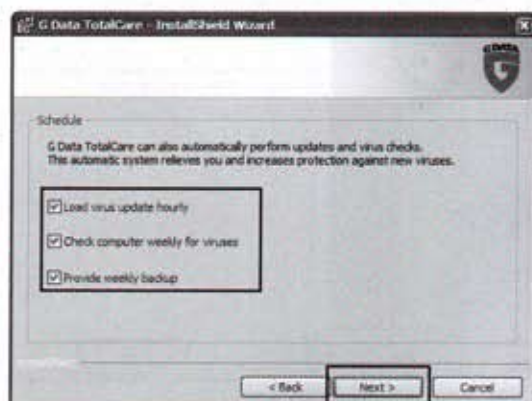 G Data TotalCare - InstallShield Wizard
G DATA
Schedule
G Data TotalCare can also automatically perform updates and virus checks.
This automatic system relieves you and increases protection against new viruses.
Load virus update hourly
Check computer weekly for viruses
Provide weekly backup
< Back
Next >
Cancel